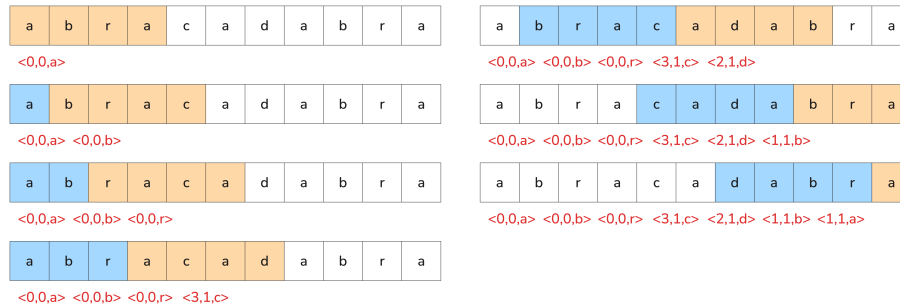 a b r a c a d a b r a
<0,0,a>
a b r a c a d a b r a
<0,0,a> <0,0,b>
a b r a c a d a b r a
<0,0,a> <0,0,b> <0,0,r>
a b r a c a d a b r a
<0,0,a> <0,0,b> <0,0,r> <3,1,c>
a b r a c a d a b r a
<0,0,a> <0,0,b> <0,0,r> <3,1,c> <2,1,d>
a b r a c a d a b r a
<0,0,a> <0,0,b> <0,0,r> <3,1,c> <2,1,d> <1,1,b>
a b r a c a d a b r a
<0,0,a> <0,0,b> <0,0,r> <3,1,c> <2,1,d> <1,1,b> <1,1,a>